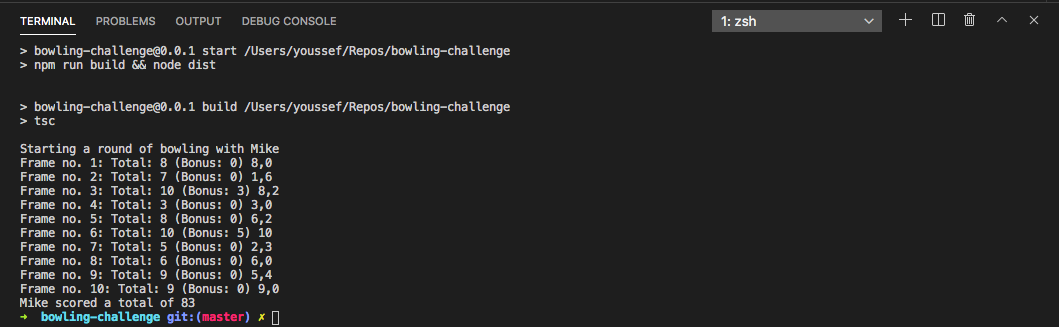 TERMINAL PROBLEMS OUTPUT DEBUG CONSOLE 1: zsh
> bowling-challenge@0.0.1 start /Users/youssef/Repos/bowling-challenge
> npm run build && node dist
> bowling-challenge@0.0.1 build /Users/youssef/Repos/bowling-challenge
> tsc
Starting a round of bowling with Mike
Frame no. 1: Total: 8 (Bonus: 0) 8,0
Frame no. 2: Total: 7 (Bonus: 0) 1,6
Frame no. 3: Total: 10 (Bonus: 3) 8,2
Frame no. 4: Total: 3 (Bonus: 0) 3,0
Frame no. 5: Total: 8 (Bonus: 0) 6,2
Frame no. 6: Total: 10 (Bonus: 5) 10
Frame no. 7: Total: 5 (Bonus: 0) 2,3
Frame no. 8: Total: 6 (Bonus: 0) 6,0
Frame no. 9: Total: 9 (Bonus: 0) 5,4
Frame no. 10: Total: 9 (Bonus: 0) 9,0
Mike scored a total of 83
➜ bowling-challenge git:(master) ✗